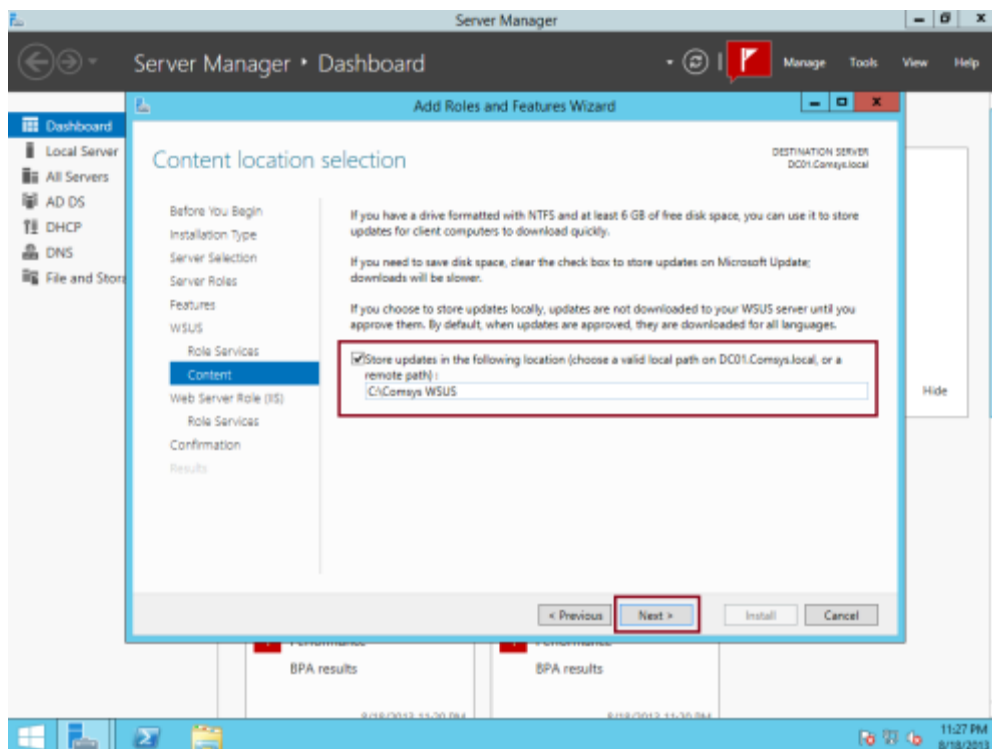 Server Manager
Server Manager • Dashboard
Manage Tools View Help
Add Roles and Features Wizard
Dashboard
Local Server
All Servers
AD DS
DHCP
DNS
File and Stora
Content location selection
DESTINATION SERVER
DC01.Comsys.local
Before You Begin
Installation Type
Server Selection
Server Roles
Features
WSUS
Role Services
Content
Web Server Role (IIS)
Role Services
Confirmation
Results
If you have a drive formatted with NTFS and at least 6 GB of free disk space, you can use it to store
updates for client computers to download quickly.
If you need to save disk space, clear the check box to store updates on Microsoft Update;
downloads will be slower.
If you choose to store updates locally, updates are not downloaded to your WSUS server until you
approve them. By default, when updates are approved, they are downloaded for all languages.
Store updates in the following location (choose a valid local path on DC01.Comsys.local, or a
remote path) :
C:\Comsys WSUS
Hide
< Previous Next > Install Cancel
BPA results
BPA results
11:27 PM
8/18/2013